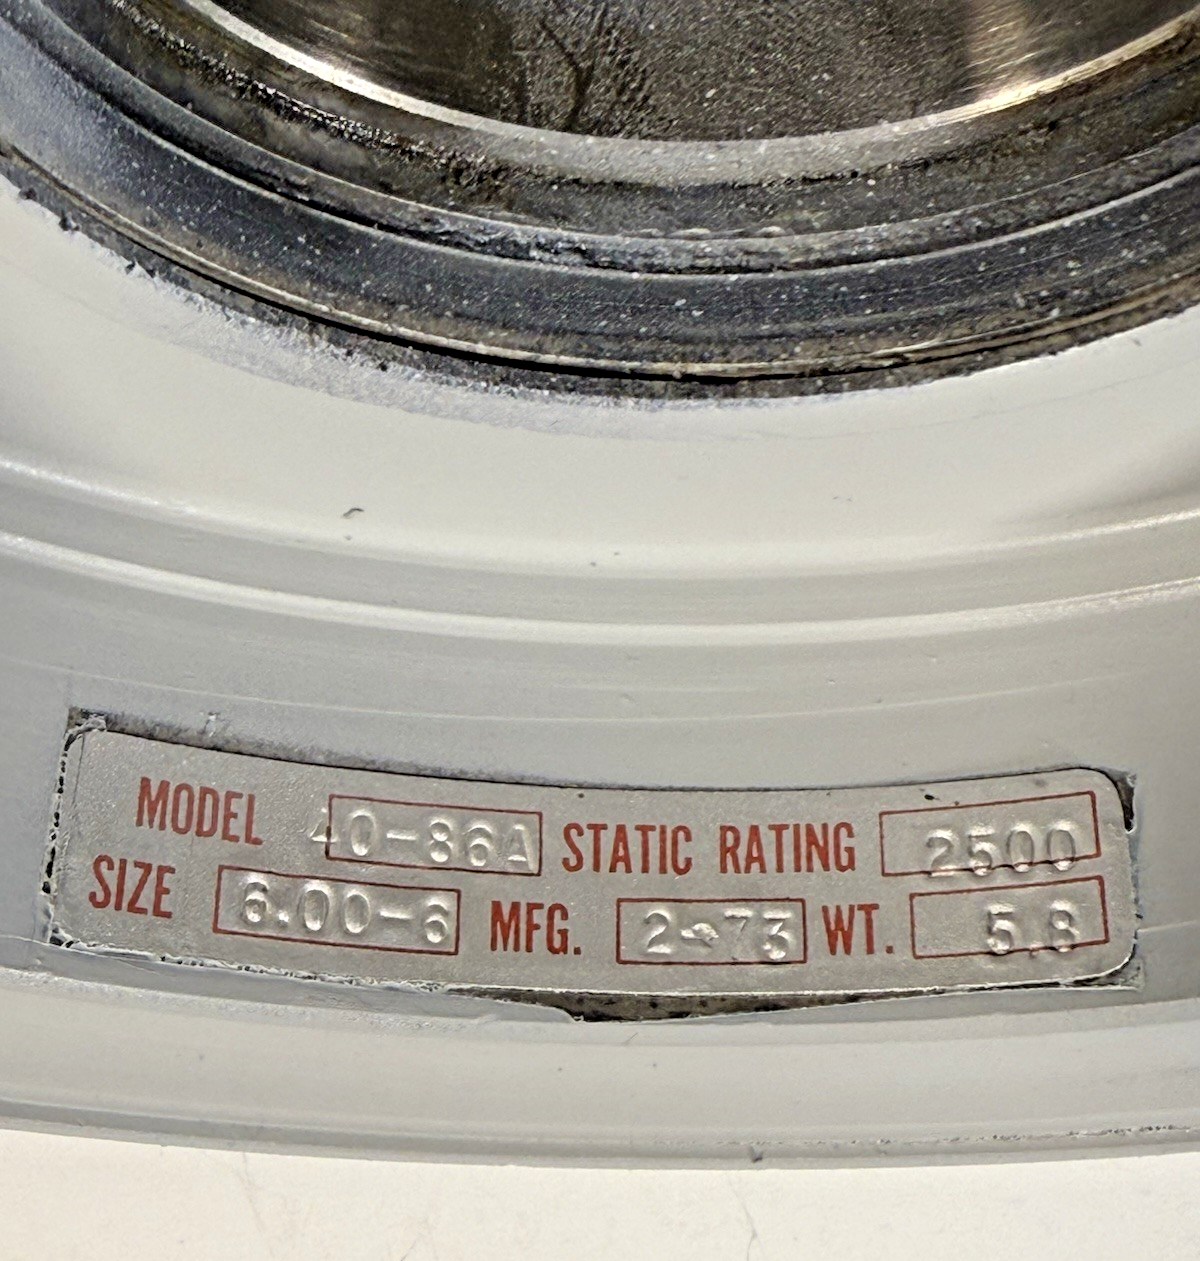 MODEL 40-86A STATIC RATING 2500
SIZE 6.00-6 MFG. 2-73 WT. 5.8